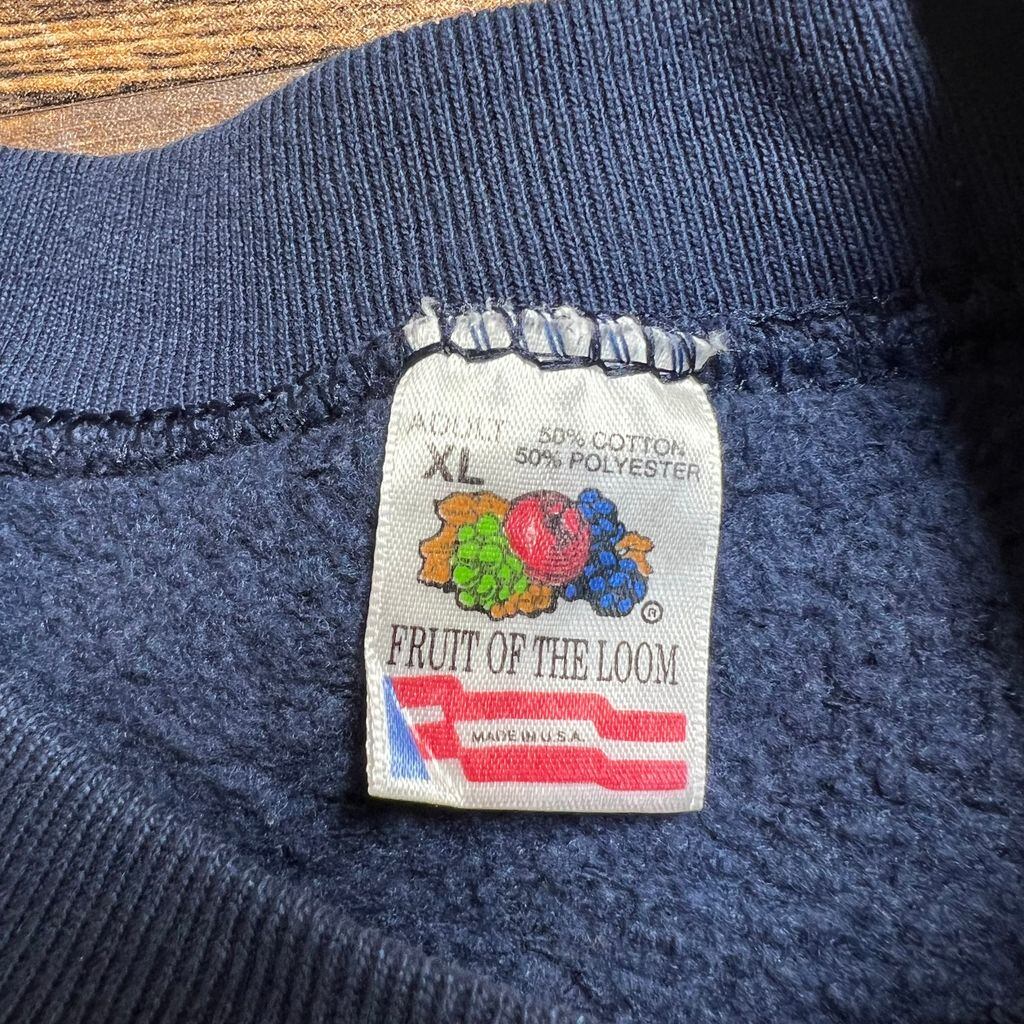 ADULT
XL
50% COTTON
50% POLYESTER
®
FRUIT OF THE LOOM
MADE IN U.S.A.